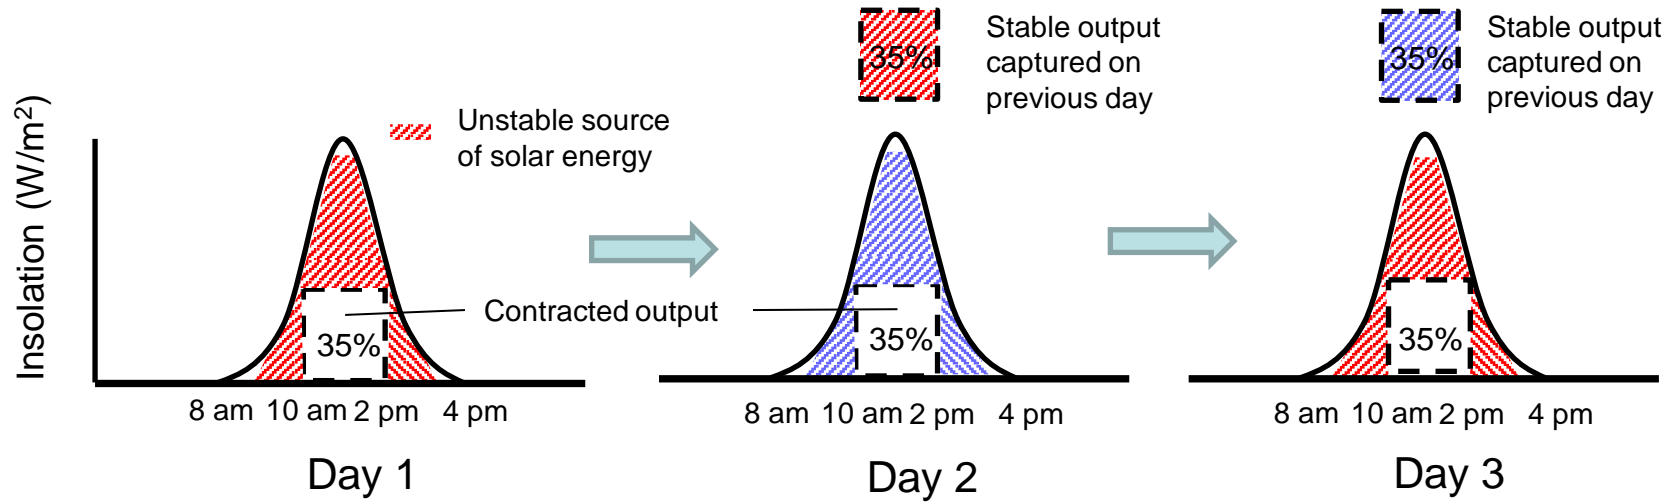 35%
Stable output
captured on
previous day
35%
Stable output
captured on
previous day
Unstable source
of solar energy
Insolation (W/m²)
Contracted output
35%
35%
35%
8 am 10 am 2 pm 4 pm
8 am 10 am 2 pm 4 pm
8 am 10 am 2 pm 4 pm
Day 1
Day 2
Day 3